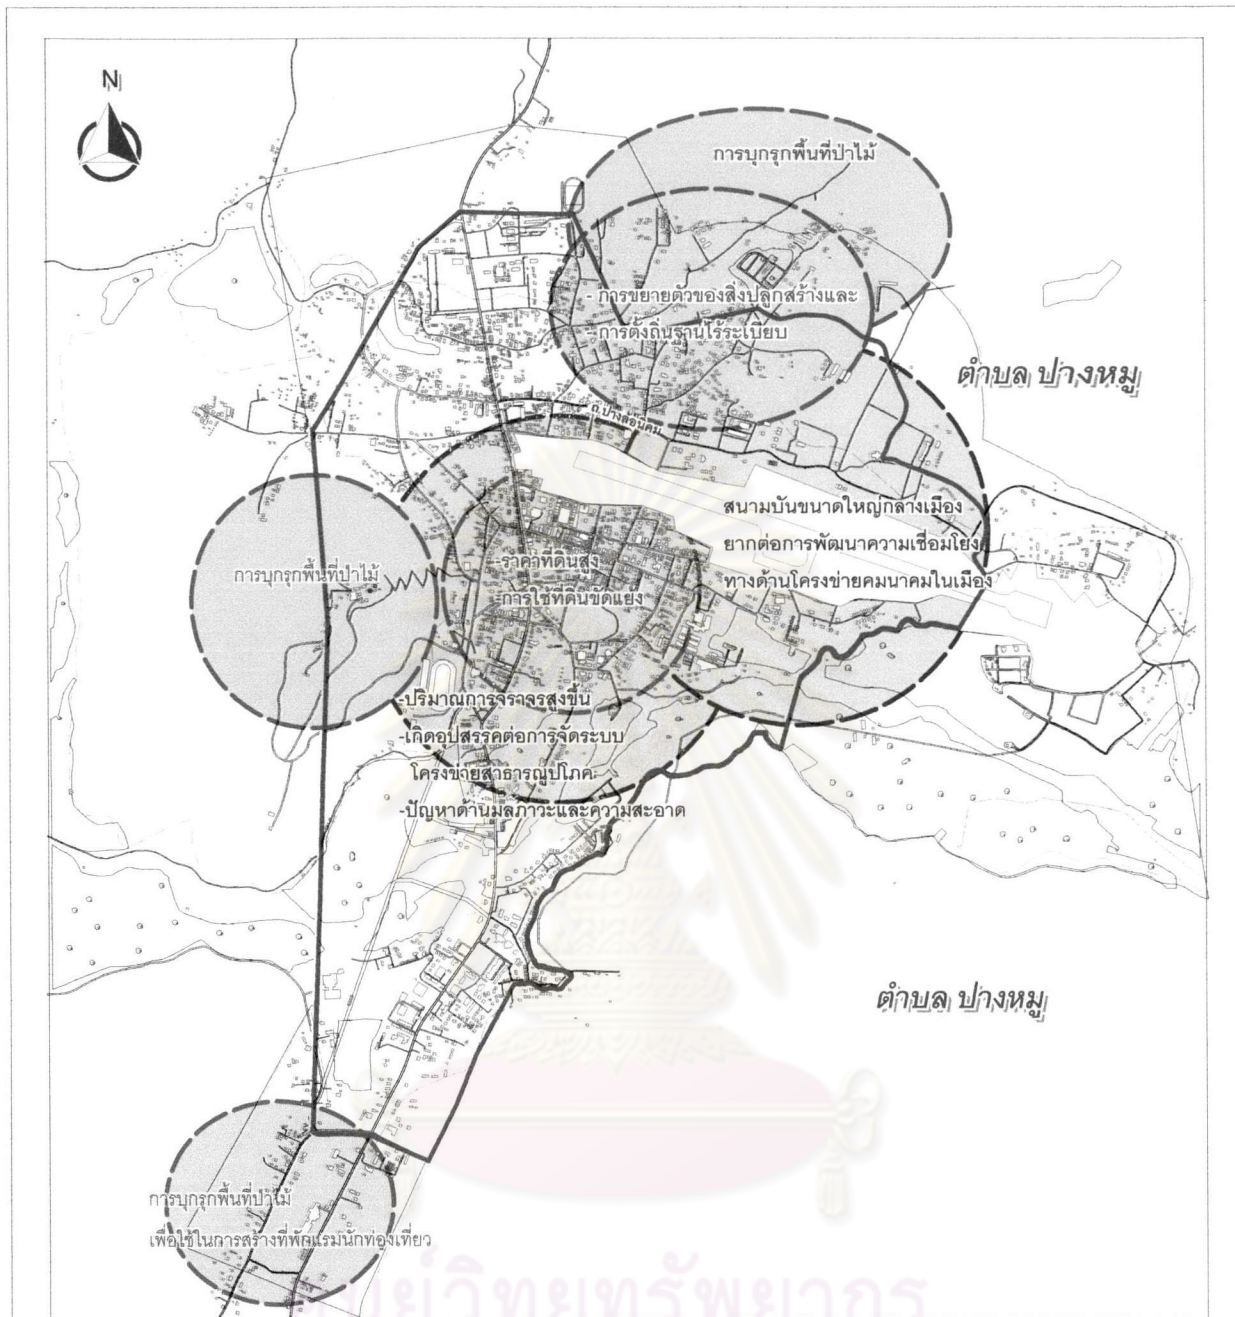 N
การบุกรุกพื้นที่ป่าไม้
- การขยายตัวของสิ่งปลูกสร้างและ
- การตั้งถิ่นฐานไร้ระเบียบ
ตำบล ปางหมู
ถ.ปางล้อนิคม
สนามบินขนาดใหญ่กลางเมือง
ยากต่อการพัฒนาความเชื่อมโยง
ทางด้านโครงข่ายคมนาคมในเมือง
-ราคาที่ดินสูง
-การใช้ที่ดินขัดแย้ง
การบุกรุกพื้นที่ป่าไม้
-ปริมาณการจราจรสูงขึ้น
-เกิดอุปสรรคต่อการจัดระบบ
โครงข่ายสาธารณูปโภค
-ปัญหาด้านมลภาวะและความสะอาด
ตำบล ปางหมู
การบุกรุกพื้นที่ป่าไม้
เพื่อใช้ในการสร้างที่พักแรมนักท่องเที่ยว
ศูนย์วิทยทรัพยากร